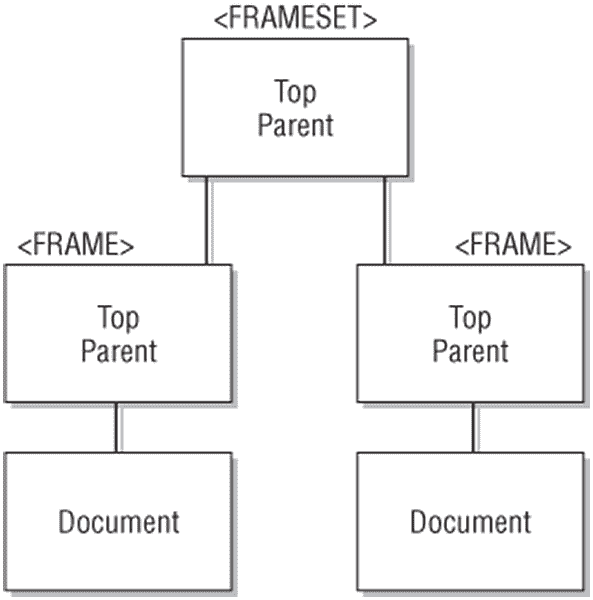 <FRAMESET>
Top
Parent
<FRAME>
<FRAME>
Top
Parent
Top
Parent
Document
Document